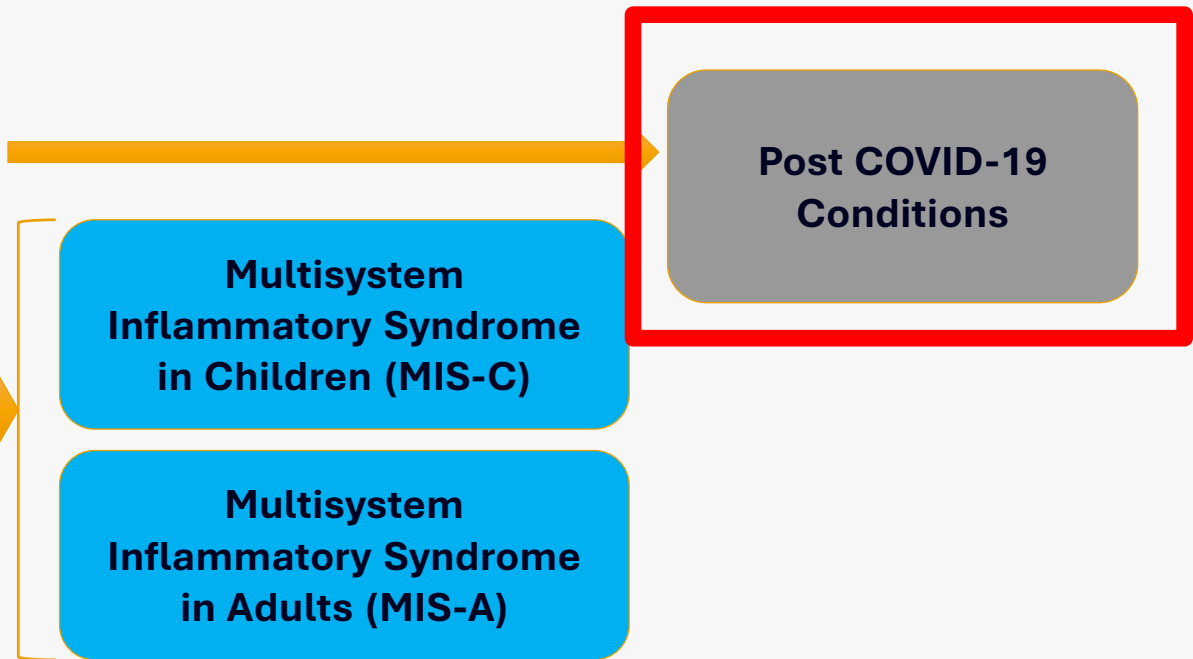 Post COVID-19
Conditions
Multisystem
Inflammatory Syndrome
in Children (MIS-C)
Multisystem
Inflammatory Syndrome
in Adults (MIS-A)